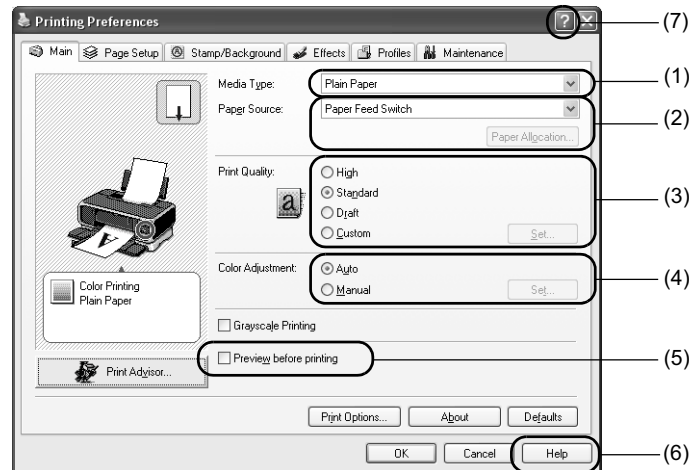 Printing Preferences ? (7)
Main Page Setup Stamp/Background Effects Profiles Maintenance
Media Type: Plain Paper (1)
Paper Source: Paper Feed Switch (2)
Paper Allocation...
Print Quality: High
a Standard (3)
Draft
Custom Set...
Color Adjustment: Auto (4)
Color Printing
Plain Paper
Manual Set...
Grayscale Printing
Preview before printing (5)
Print Advisor...
Print Options... About Defaults
OK Cancel Help (6)
A